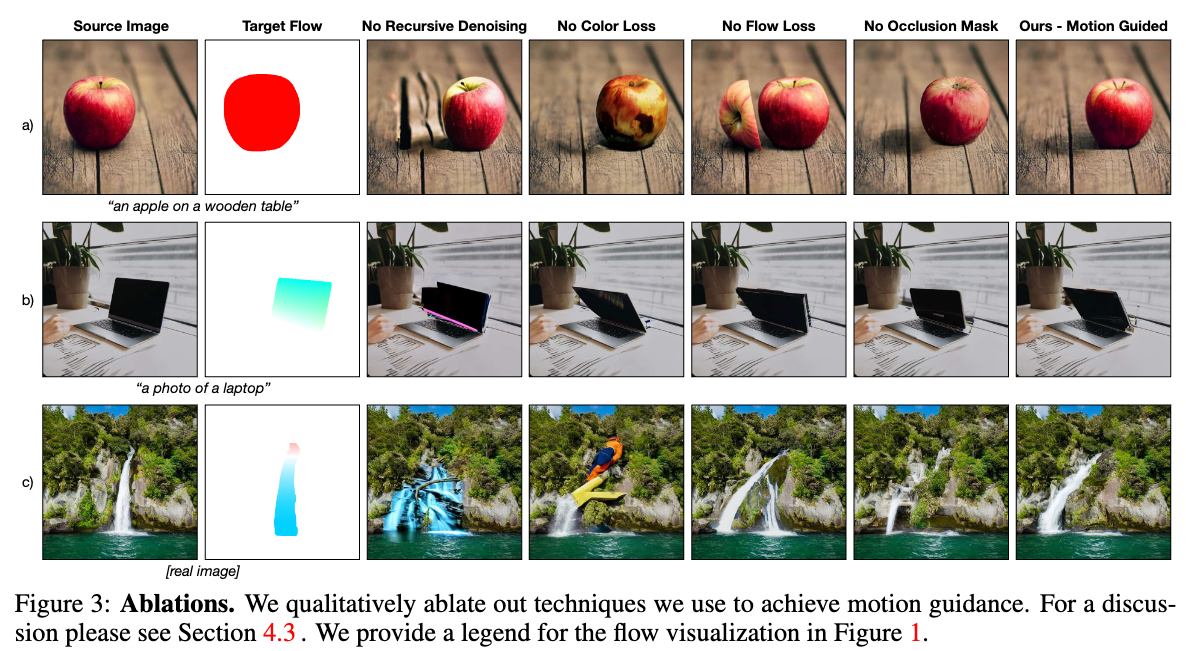 Source Image
Target Flow
No Recursive Denoising
No Color Loss
No Flow Loss
No Occlusion Mask
Ours - Motion Guided
a)
“an apple on a wooden table”
b)
“a photo of a laptop”
c)
[real image]
Figure 3: Ablations. We qualitatively ablate out techniques we use to achieve motion guidance. For a discus-
sion please see Section 4.3 . We provide a legend for the flow visualization in Figure 1.